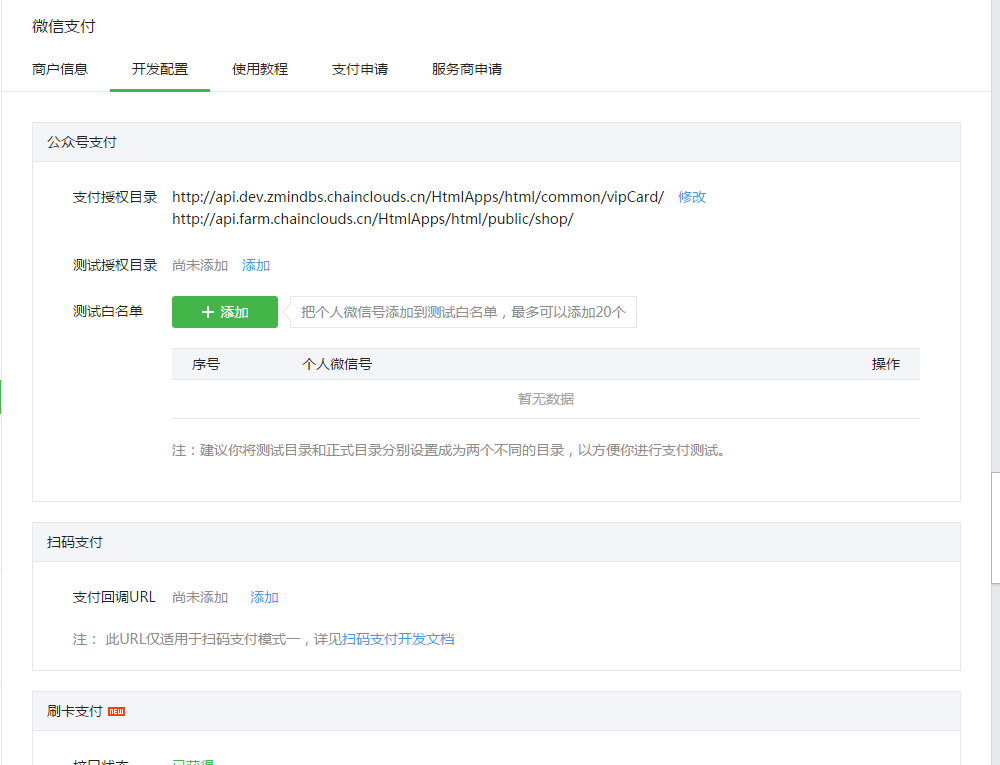 微信支付
商户信息 开发配置 使用教程 支付申请 服务商申请
公众号支付
支付授权目录 http://api.dev.zmindbs.chainclouds.cn/HtmlApps/html/common/vipCard/ 修改
http://api.farm.chainclouds.cn/HtmlApps/html/public/shop/
测试授权目录 尚未添加 添加
测试白名单 + 添加 把个人微信号添加到测试白名单，最多可以添加20个
序号 个人微信号 操作
暂无数据
注：建议你将测试目录和正式目录分别设置成为两个不同的目录，以方便你进行支付测试。
扫码支付
支付回调URL 尚未添加 添加
注： 此URL仅适用于扫码支付模式一，详见扫码支付开发文档
刷卡支付 NEW
接口状态 已获得